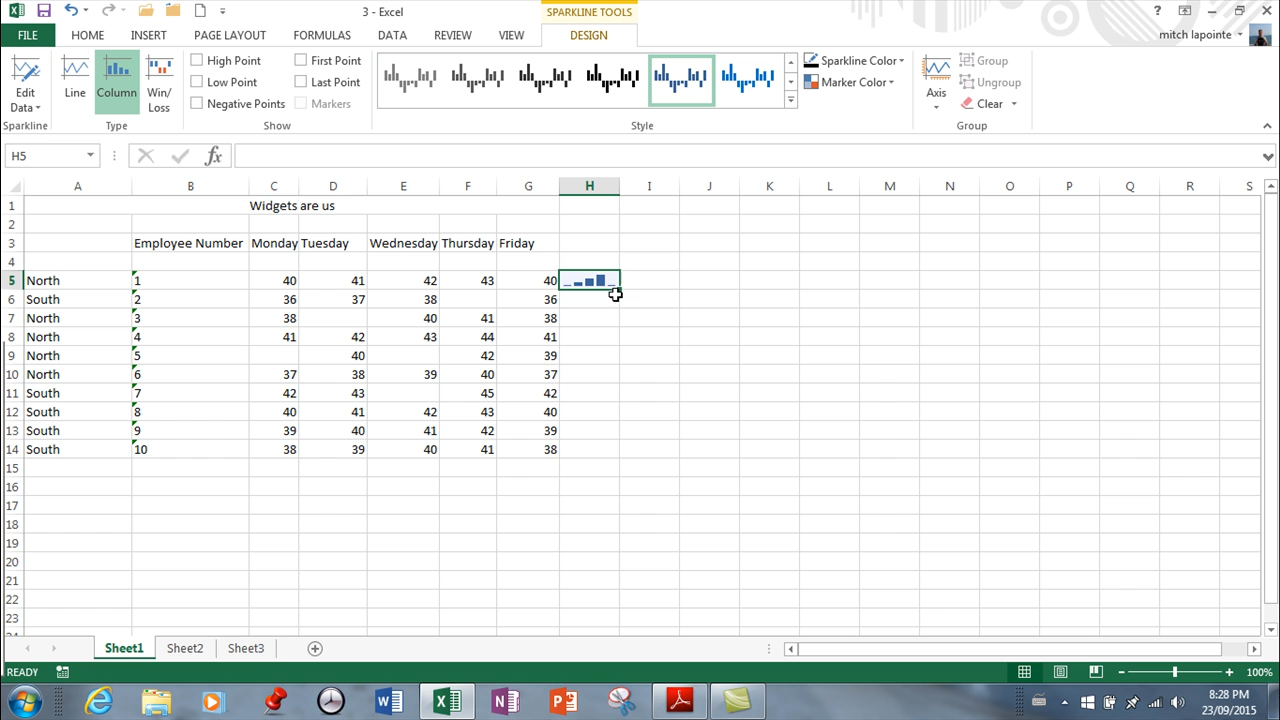 3 - Excel
SPARKLINE TOOLS
?
FILE HOME INSERT PAGE LAYOUT FORMULAS DATA REVIEW VIEW DESIGN mitch lapointe
Edit Data
Line
Column
Win/Loss
High Point
First Point
Low Point
Last Point
Negative Points
Markers
Sparkline Color
Marker Color
Axis
Group
Ungroup
Clear
Sparkline Type Show Style Group
H5 fx
A B C D E F G H I J K L M N O P Q R S
1 Widgets are us
2
3 Employee Number Monday Tuesday Wednesday Thursday Friday
4
5 North 1 40 41 42 43 40
6 South 2 36 37 38 36
7 North 3 38 40 41 38
8 North 4 41 42 43 44 41
9 North 5 40 42 39
10 North 6 37 38 39 40 37
11 South 7 42 43 45 42
12 South 8 40 41 42 43 40
13 South 9 39 40 41 42 39
14 South 10 38 39 40 41 38
15
16
17
18
19
20
21
22
23
Sheet1 Sheet2 Sheet3
READY 100%
8:28 PM
23/09/2015